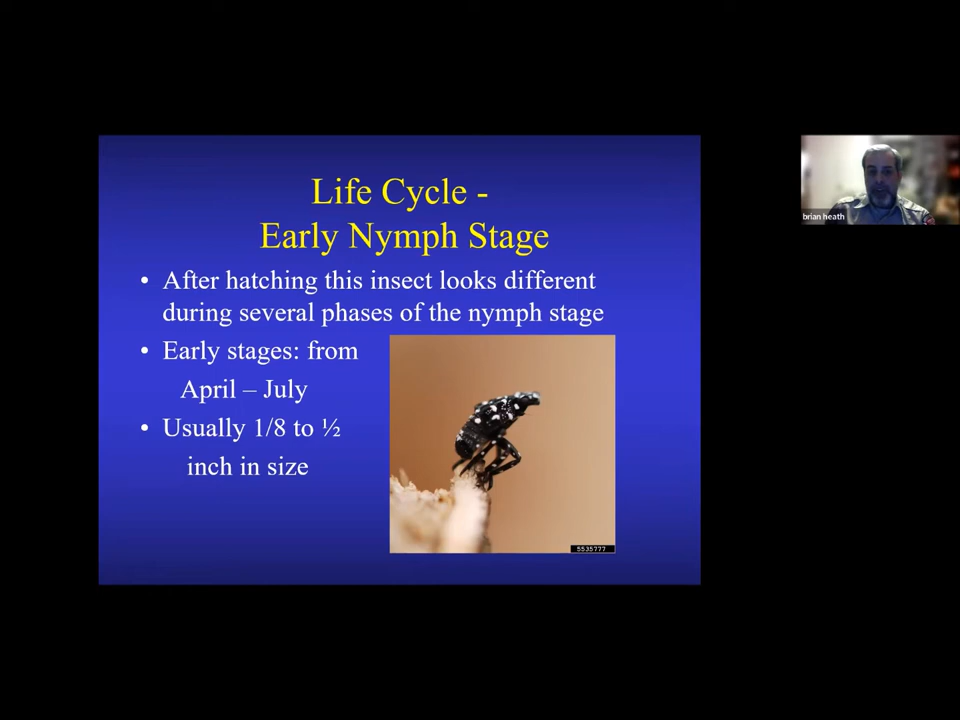 Life Cycle -
Early Nymph Stage
• After hatching this insect looks different
during several phases of the nymph stage
• Early stages: from
April – July
• Usually 1/8 to ½
inch in size
5535777
brian heath